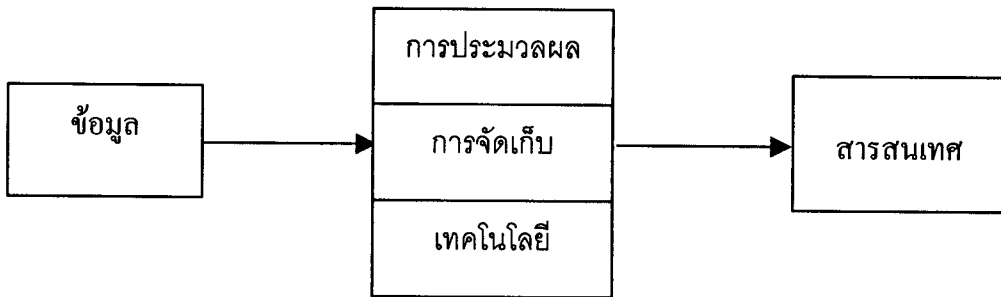 ข้อมูล
การประมวลผล
การจัดเก็บ
เทคโนโลยี
สารสนเทศ